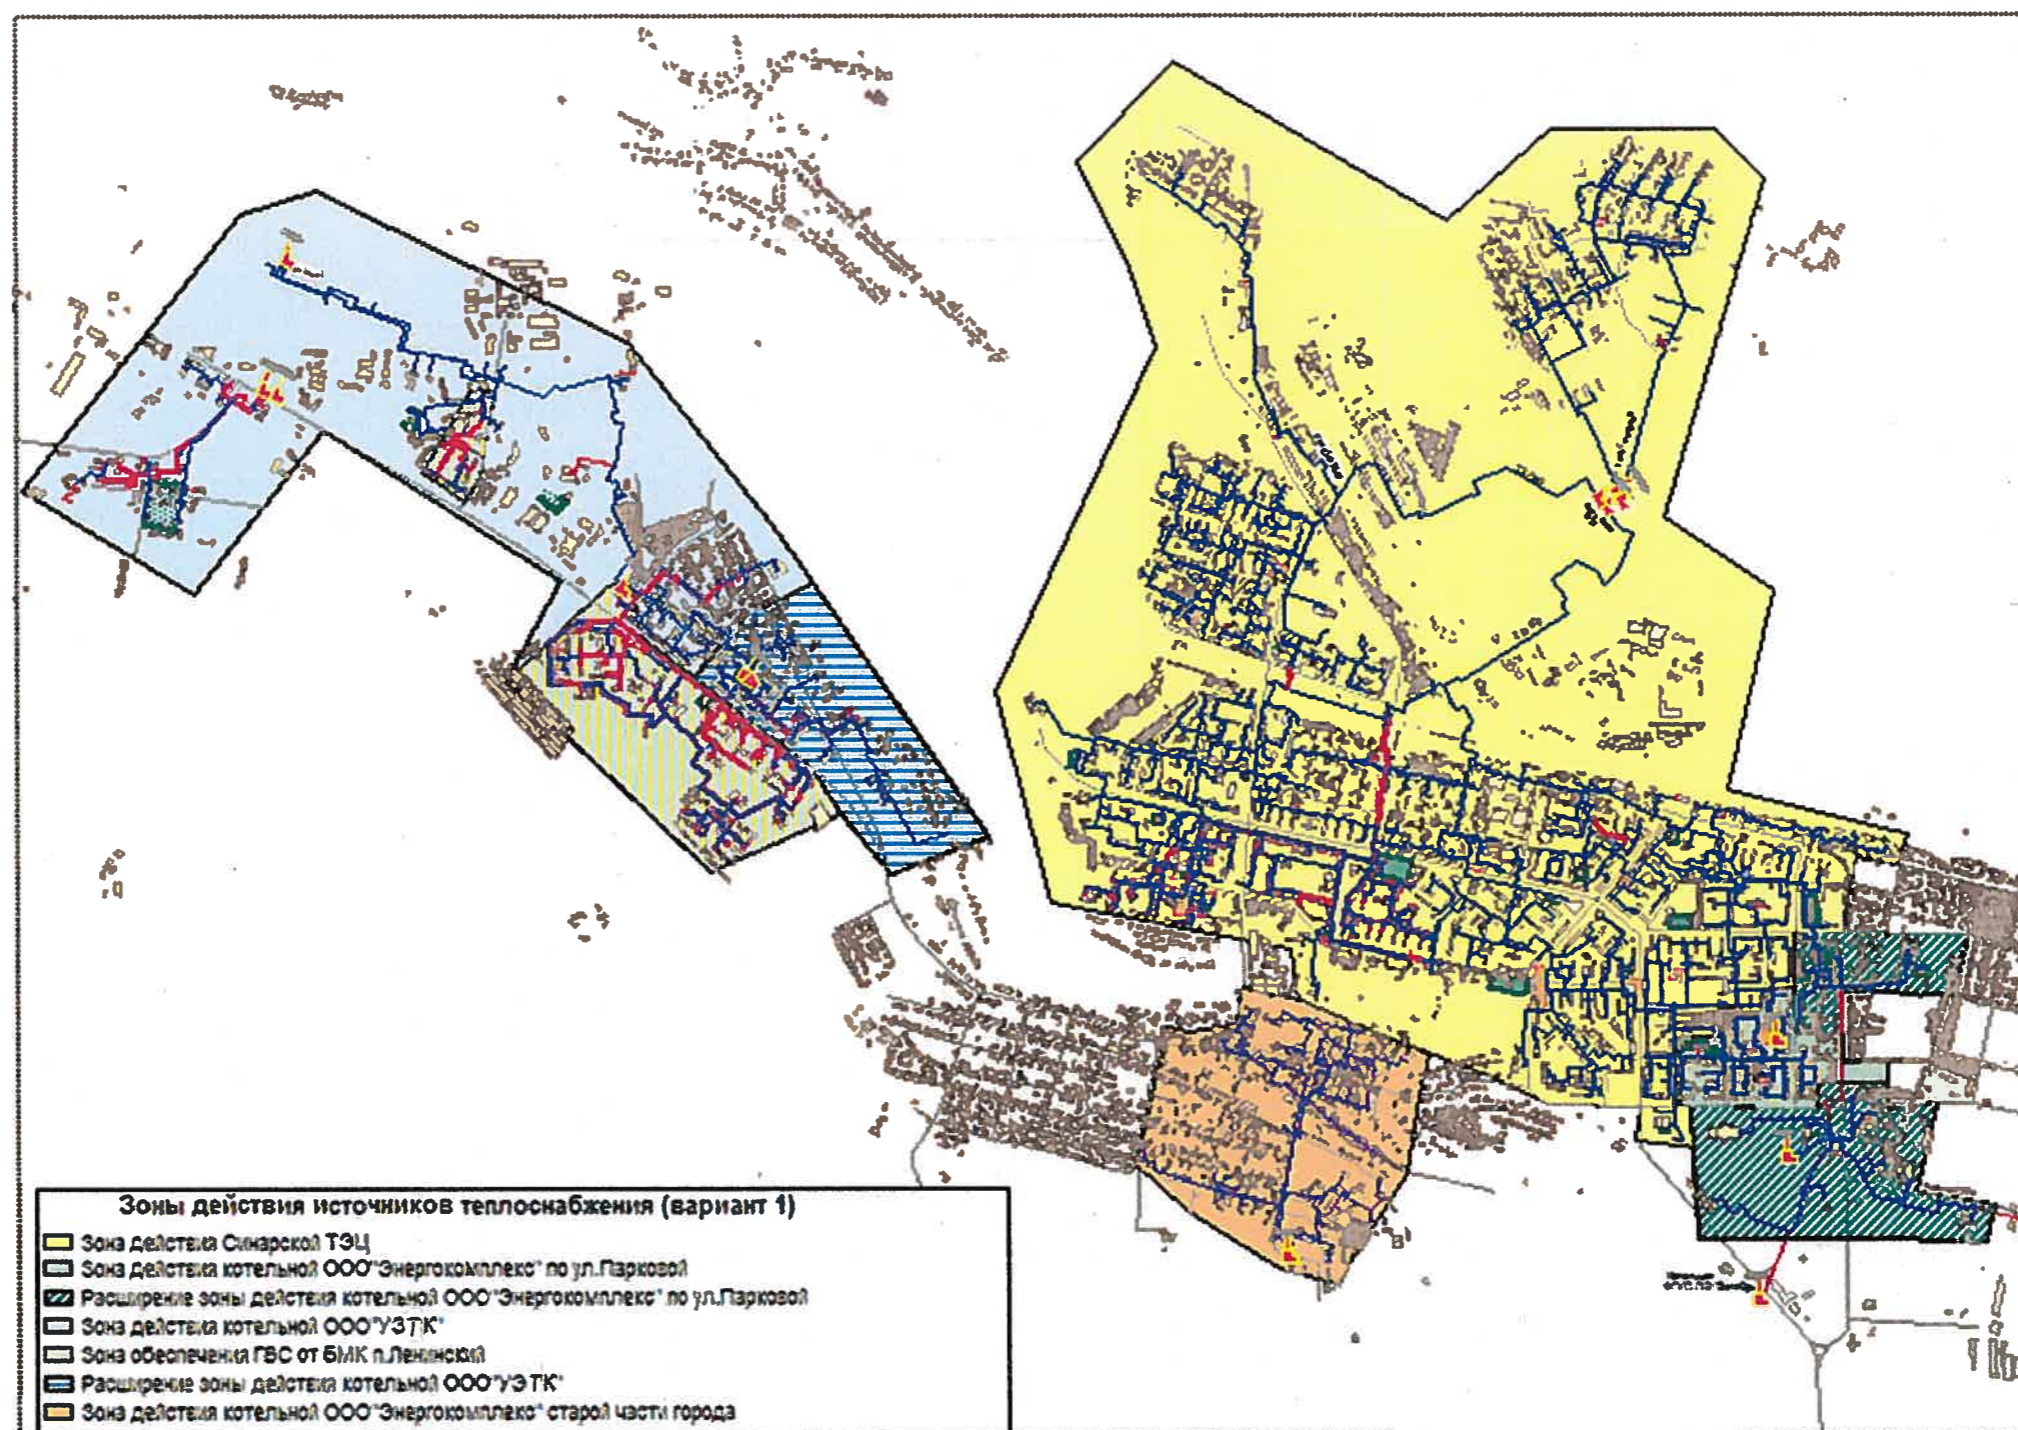 Зоны действия источников теплоснабжения (вариант 1)
Зона действия Синарской ТЭЦ
Зона действия котельной ООО"Энергокомплекс" по ул.Парковой
Расширение зоны действия котельной ООО"Энергокомплекс" по ул.Парковой
Зона действия котельной ООО"УЭТК"
Зона обеспечения ГВС от БМК п.Ленинский
Расширение зоны действия котельной ООО"УЭТК"
Зона действия котельной ООО"Энергокомплекс" старой части города